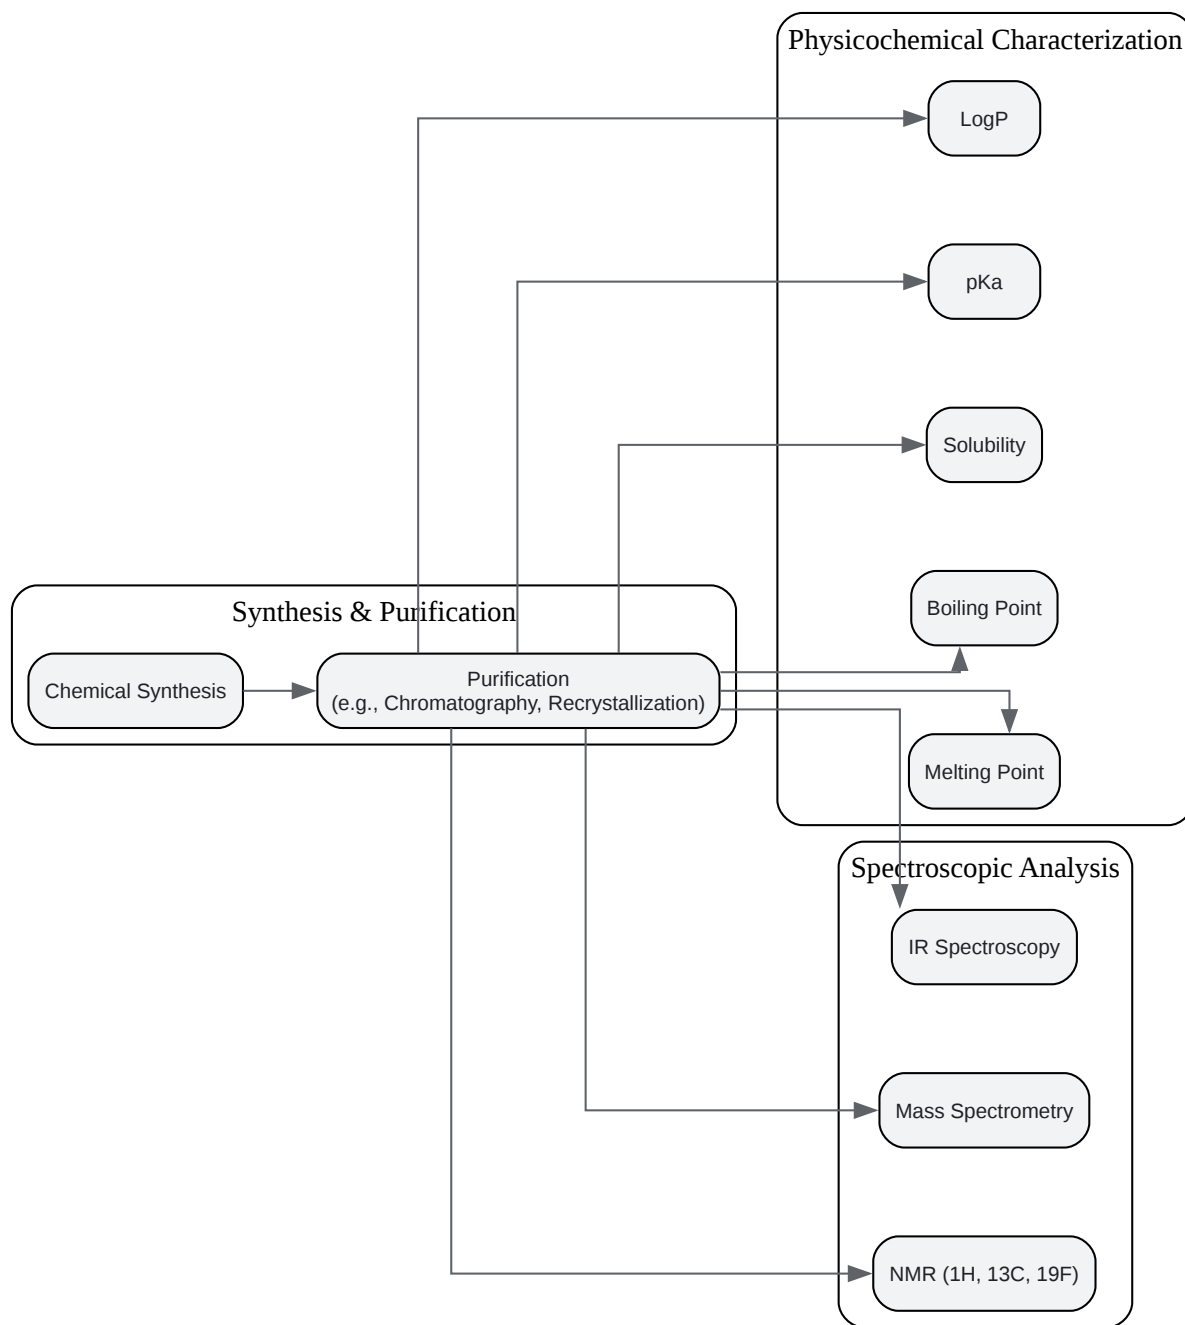 Physicochemical Characterization
LogP
pKa
Solubility
Boiling Point
Synthesis & Purification
Chemical Synthesis
Purification
(e.g., Chromatography, Recrystallization)
Melting Point
Spectroscopic Analysis
IR Spectroscopy
Mass Spectrometry
NMR (1H, 13C, 19F)